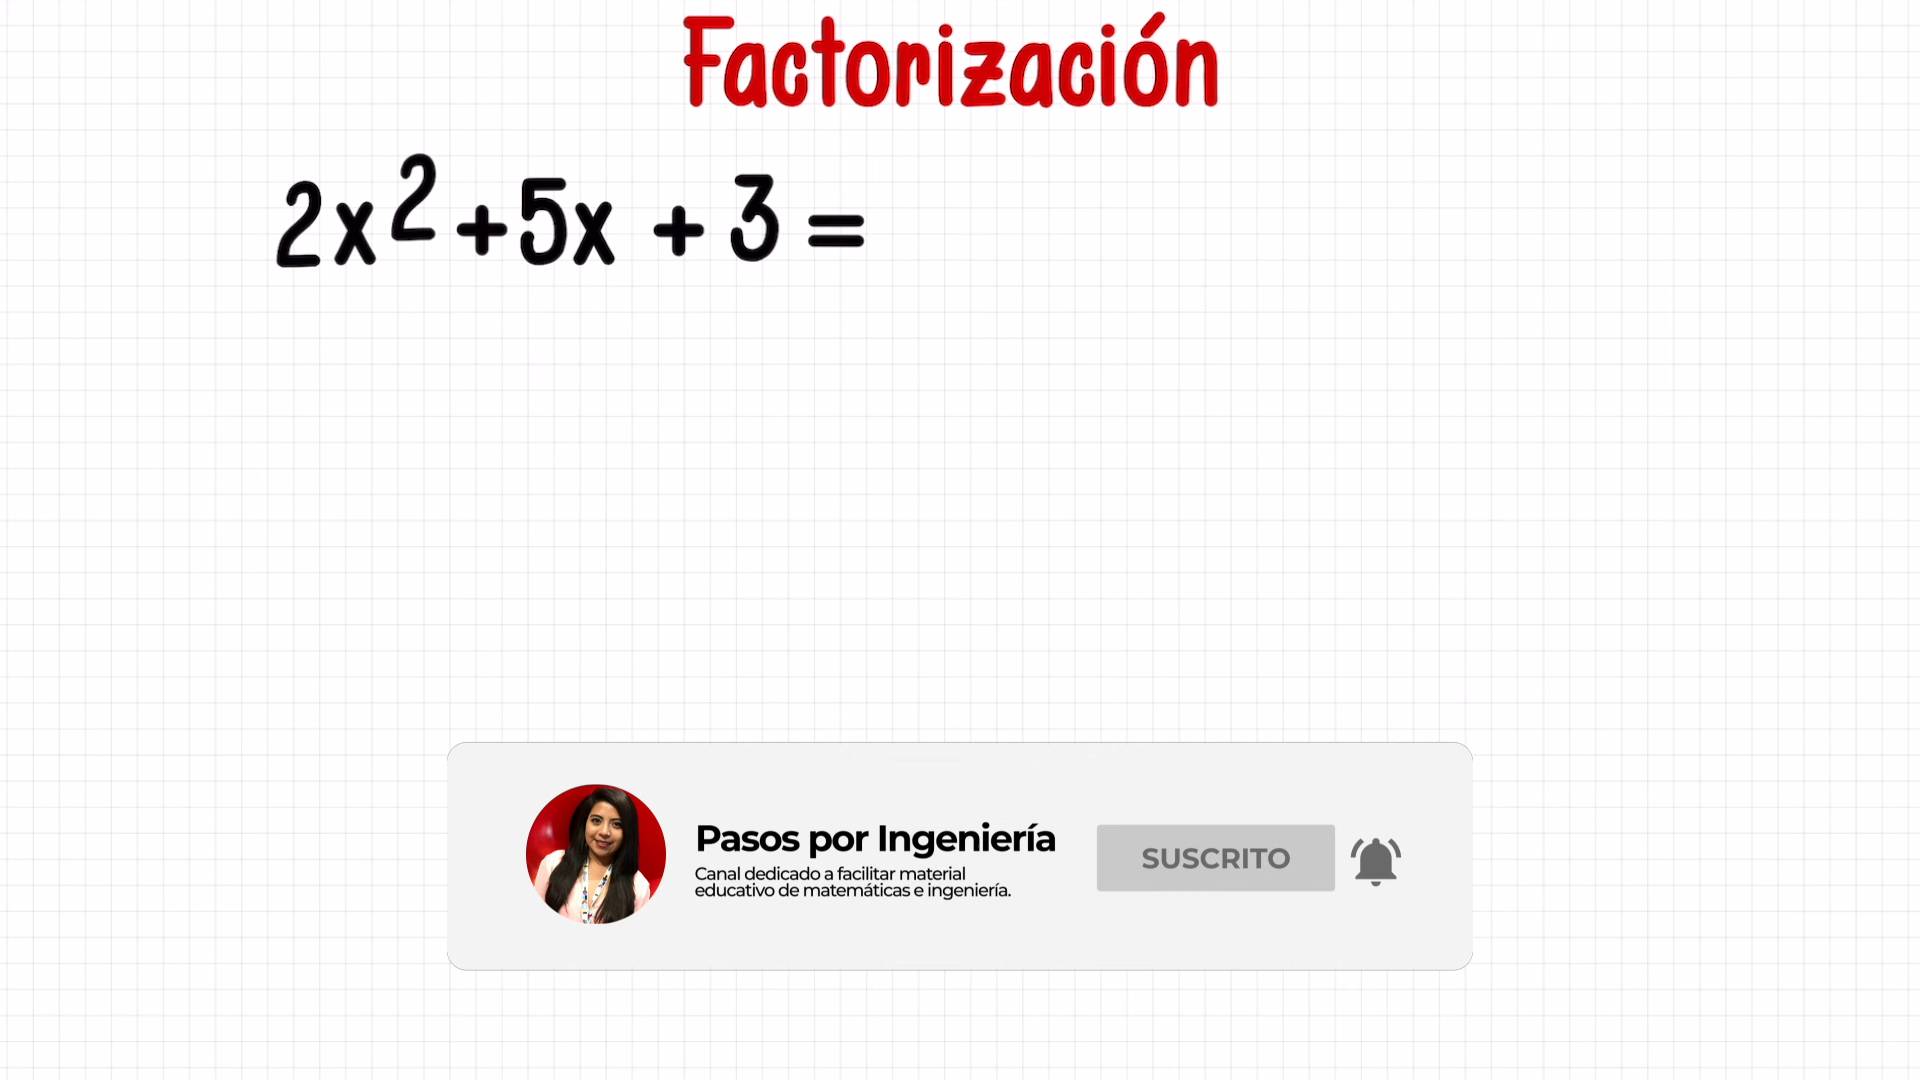 Factorización
2x²+5x + 3 =
Pasos por Ingeniería
Canal dedicado a facilitar material
educativo de matemáticas e ingeniería.
SUSCRITO